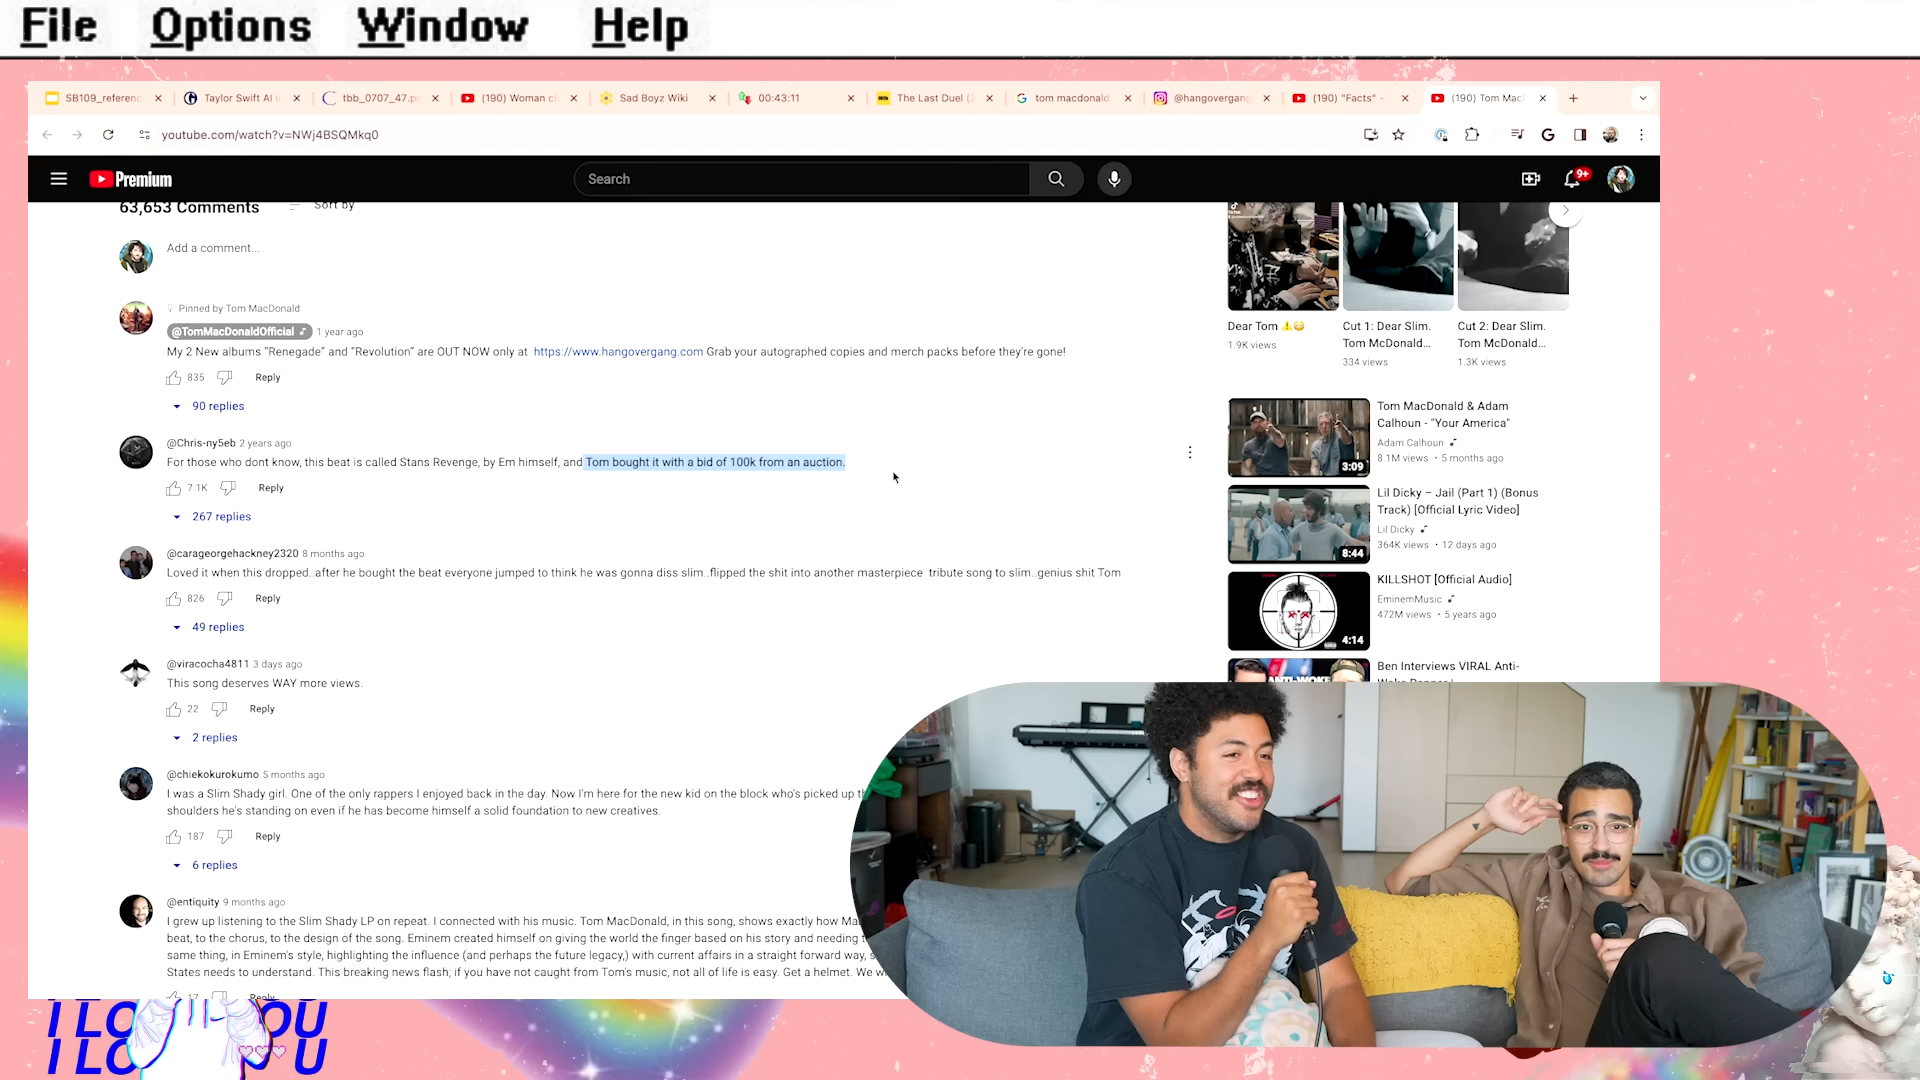 File Options Window Help
SB109_referen Taylor Swift AI i tbb_0707_47.p (190) Woman c Sad Boyz Wiki 00:43:11 The Last Duel ( tom macdonald @hangovergang (190) "Facts" - (190) Tom Mac
youtube.com/watch?v=NWj4BSQMkq0
Premium
Search
9+
63,653 Comments Sort by
Add a comment...
Pinned by Tom MacDonald
@TomMacDonaldOfficial 1 year ago
My 2 New albums "Renegade" and "Revolution" are OUT NOW only at https://www.hangovergang.com Grab your autographed copies and merch packs before they're gone!
835 Reply
90 replies
@Chris-ny5eb 2 years ago
For those who dont know, this beat is called Stans Revenge, by Em himself, and Tom bought it with a bid of 100k from an auction.
7.1K Reply
267 replies
@carageorgehackney2320 8 months ago
Loved it when this dropped..after he bought the beat everyone jumped to think he was gonna diss slim..flipped the shit into another masterpiece tribute song to slim..genius shit Tom
826 Reply
49 replies
@viracocha4811 3 days ago
This song deserves WAY more views.
22 Reply
2 replies
@chiekokurokumo 5 months ago
I was a Slim Shady girl. One of the only rappers I enjoyed back in the day. Now I'm here for the new kid on the block who's picked up
shoulders he's standing on even if he has become himself a solid foundation to new creatives.
187 Reply
6 replies
@entiquity 9 months ago
I grew up listening to the Slim Shady LP on repeat. I connected with his music. Tom MacDonald, in this song, shows exactly how
beat, to the chorus, to the design of the song. Eminem created himself on giving the world the finger based on his story and needing
same thing, in Eminem's style, highlighting the influence (and perhaps the future legacy,) with current affairs in a straight forward way,
States needs to understand. This breaking news flash; if you have not caught from Tom's music, not all of life is easy. Get a helmet. We
17 Reply
Dear Tom ⚠️😳
1.9K views
Cut 1: Dear Slim.
Tom McDonald...
334 views
Cut 2: Dear Slim.
Tom McDonald...
1.3K views
3:09
Tom MacDonald & Adam
Calhoun - "Your America"
Adam Calhoun
8.1M views • 5 months ago
8:44
Lil Dicky – Jail (Part 1) (Bonus
Track) [Official Lyric Video]
Lil Dicky
364K views • 12 days ago
4:14
KILLSHOT [Official Audio]
EminemMusic
472M views • 5 years ago
Ben Interviews VIRAL Anti-
I LO OU
I LO U